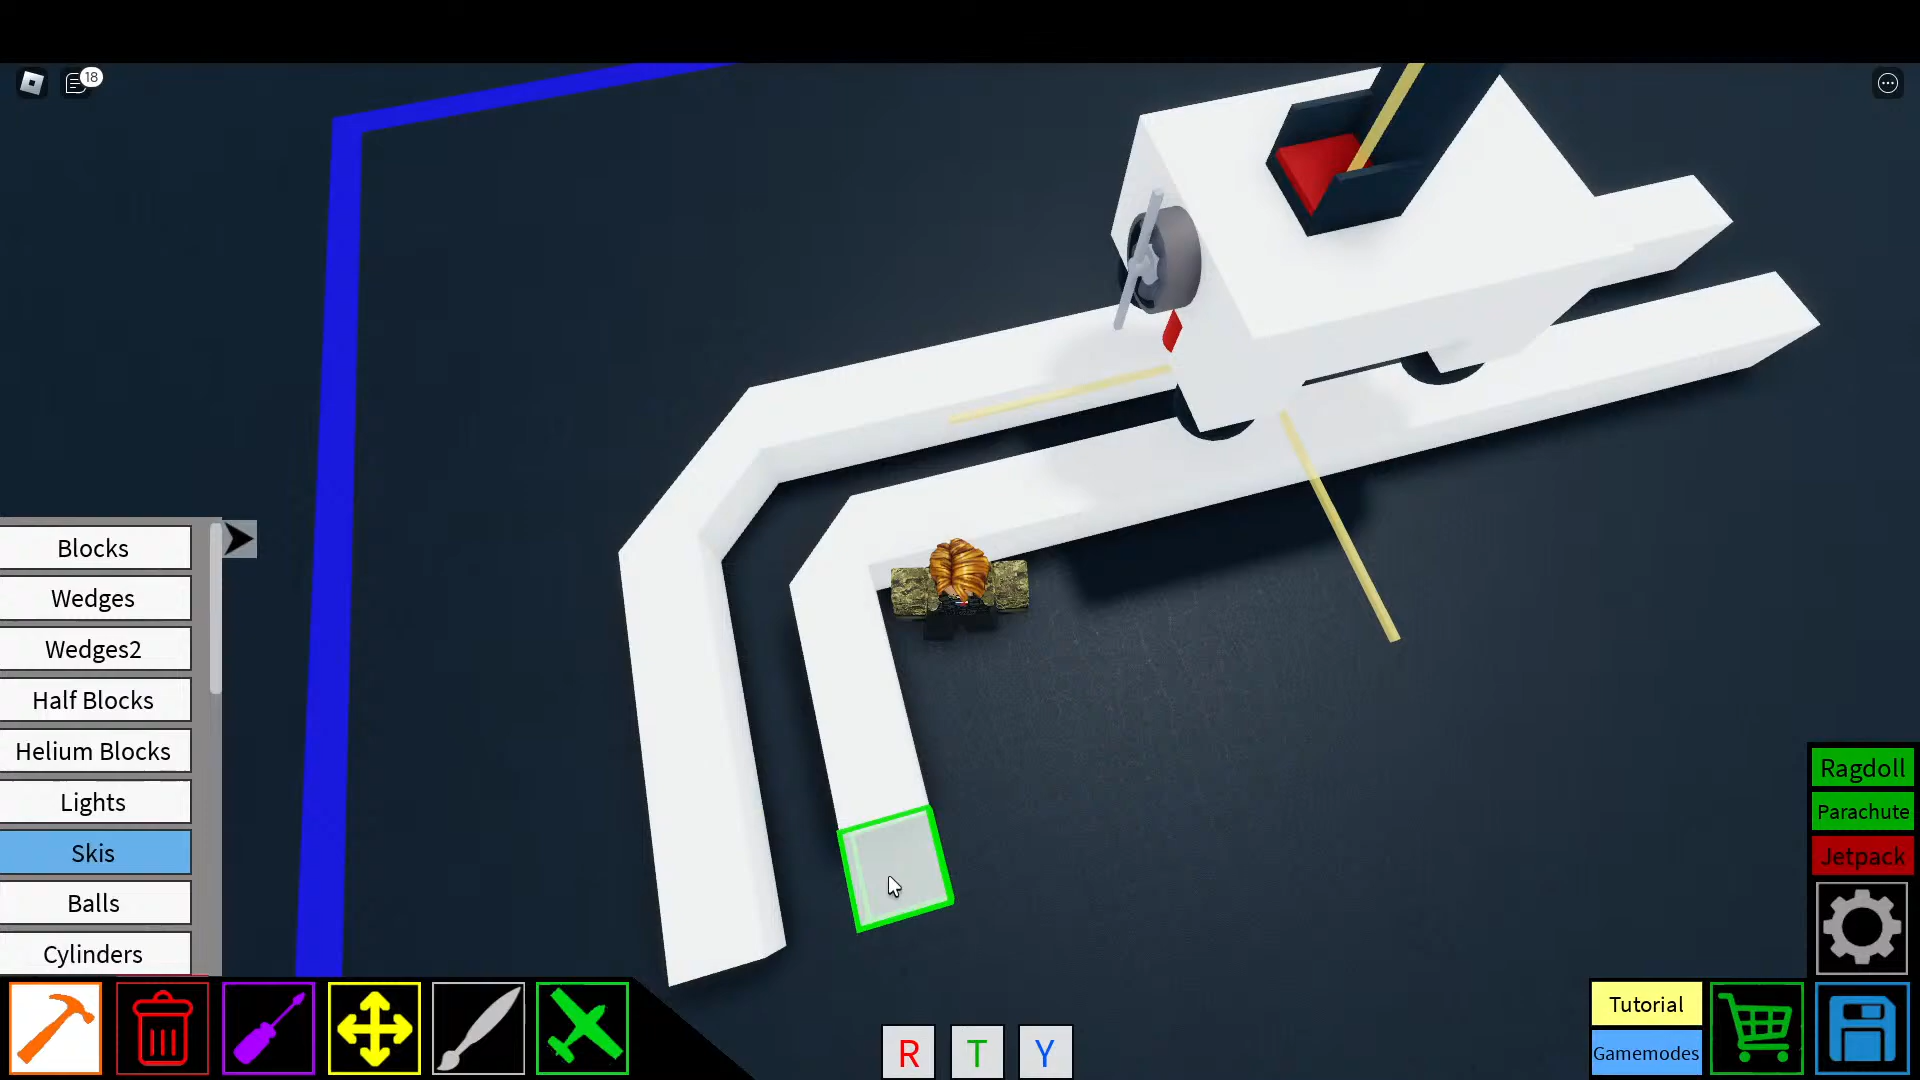 18
Blocks
Wedges
Wedges2
Half Blocks
Helium Blocks
Lights
Skis
Balls
Cylinders
Ragdoll
Parachute
Jetpack
Tutorial
Gamemodes
R T Y